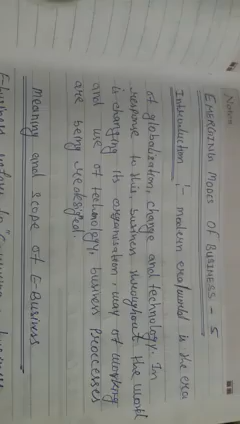 Notion
EMERGING MODES OF BUSINESS - 5
Introduction :- modern era/world is the era
of globalization, change and technology. In
response to this, business throughout the world
is changing its organisation, way of working
and use of technology, business processes
are being redesigned.
meaning and scope of E-Business